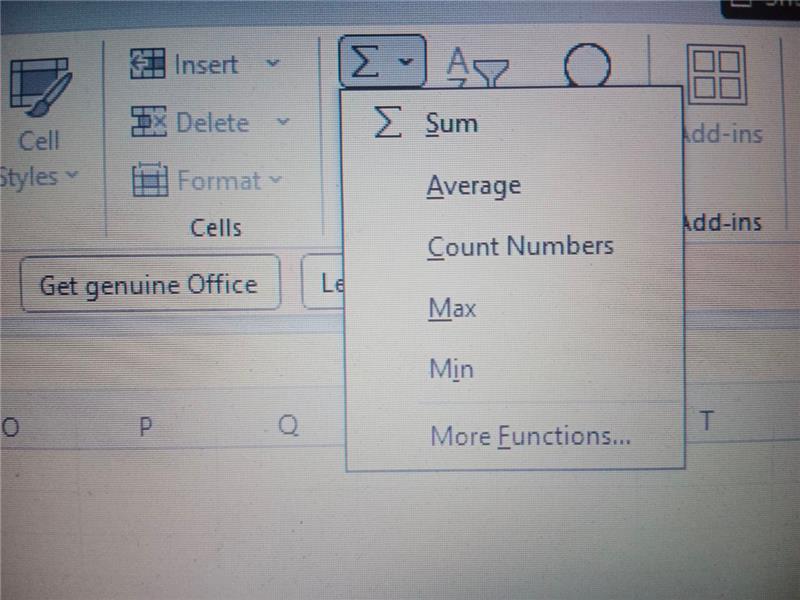 Insert
Delete
Format
Cells
Cell
Styles
Σ
A
Σ Sum
Average
Count Numbers
Max
Min
More Functions...
Add-ins
Add-ins
Get genuine Office
Le
O P Q T